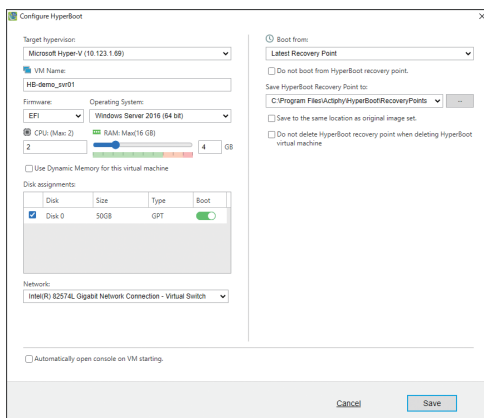 Configure HyperBoot
Target hypervisor:
Microsoft Hyper-V (10.123.1.69)
VM Name:
HB-demo_svr01
Firmware:
Operating System:
EFI
Windows Server 2016 (64 bit)
CPU: (Max: 2)
RAM: Max(16 GB)
2
4
GB
Use Dynamic Memory for this virtual machine
Disk assignments:
Disk
Size
Type
Boot
Disk 0
50GB
GPT
Network:
Intel(R) 82574L Gigabit Network Connection - Virtual Switch
Boot from:
Latest Recovery Point
Do not boot from HyperBoot recovery point.
Save HyperBoot Recovery Point to:
C:\Program Files\Actiphy\HyperBoot\RecoveryPoints
...
Save to the same location as original image set.
Do not delete HyperBoot recovery point when deleting HyperBoot
virtual machine
Automatically open console on VM starting.
Cancel
Save